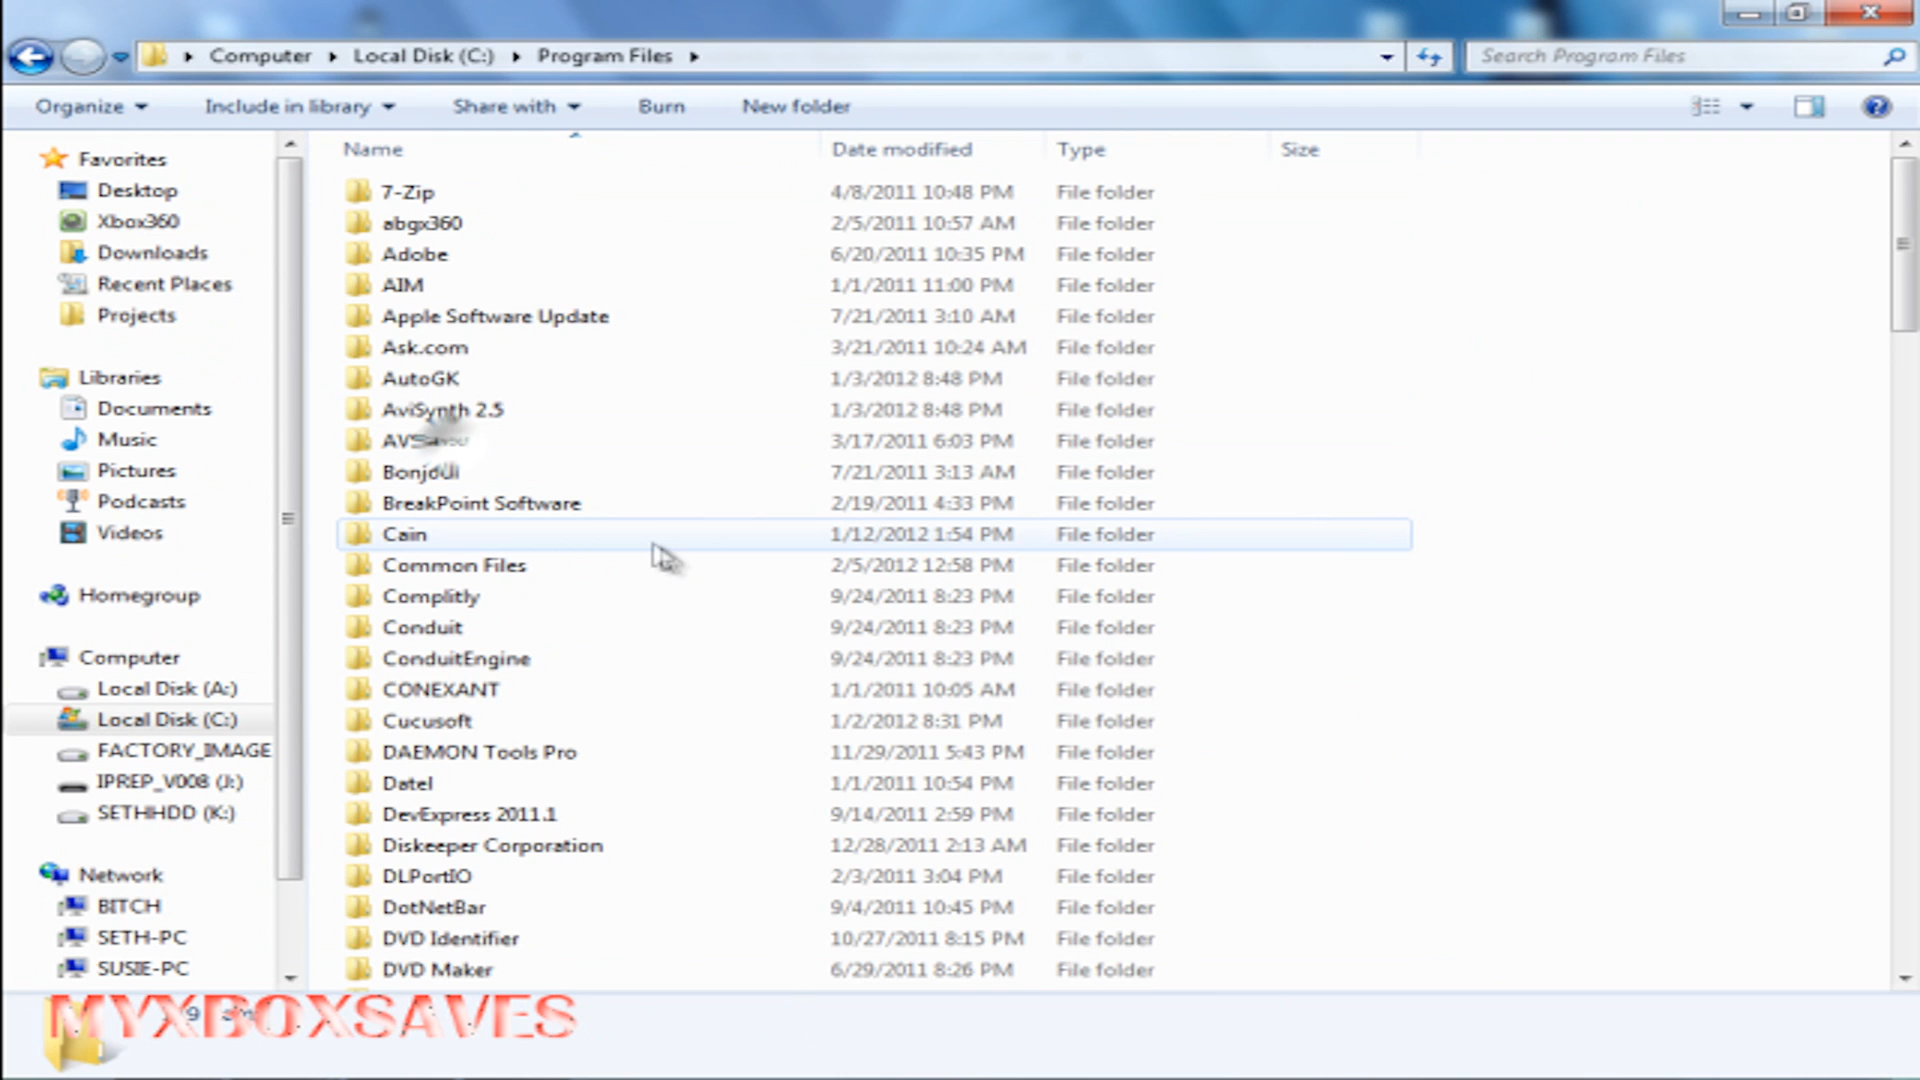 Computer Local Disk (C:) Program Files
Search Program Files
Organize Include in library Share with Burn New folder
Favorites
Desktop
Xbox360
Downloads
Recent Places
Projects
Libraries
Documents
Music
Pictures
Podcasts
Videos
Homegroup
Computer
Local Disk (A:)
Local Disk (C:)
FACTORY_IMAGE
IPREP_V008 (J:)
SETHHDD (K:)
Network
BITCH
SETH-PC
SUSIE-PC
Name Date modified Type Size
7-Zip 4/8/2011 10:48 PM File folder
abgx360 2/5/2011 10:57 AM File folder
Adobe 6/20/2011 10:35 PM File folder
AIM 1/1/2011 11:00 PM File folder
Apple Software Update 7/21/2011 3:10 AM File folder
Ask.com 3/21/2011 10:24 AM File folder
AutoGK 1/3/2012 8:48 PM File folder
AviSynth 2.5 1/3/2012 8:48 PM File folder
3/17/2011 6:03 PM File folder
Bonjour 7/21/2011 3:13 AM File folder
BreakPoint Software 2/19/2011 4:33 PM File folder
Cain 1/12/2012 1:54 PM File folder
Common Files 2/5/2012 12:58 PM File folder
Complitly 9/24/2011 8:23 PM File folder
Conduit 9/24/2011 8:23 PM File folder
ConduitEngine 9/24/2011 8:23 PM File folder
CONEXANT 1/1/2011 10:05 AM File folder
Cucusoft 1/2/2012 8:31 PM File folder
DAEMON Tools Pro 11/29/2011 5:43 PM File folder
Datel 1/1/2011 10:54 PM File folder
DevExpress 2011.1 9/14/2011 2:59 PM File folder
Diskeeper Corporation 12/28/2011 2:13 AM File folder
DLPortIO 2/3/2011 3:04 PM File folder
DotNetBar 9/4/2011 10:45 PM File folder
DVD Identifier 10/27/2011 8:15 PM File folder
DVD Maker 6/29/2011 8:26 PM File folder
MYXBOXSAVES